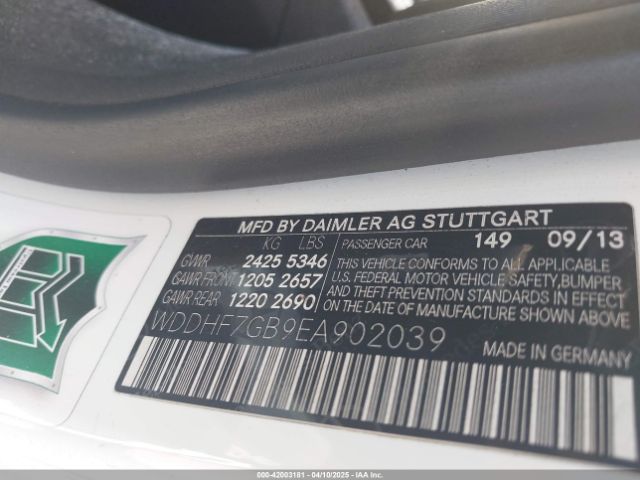 MFD BY DAIMLER AG STUTTGART
KG LBS
GVWR 2425 5346
GAWR FRONT 1205 2657
GAWR REAR 1220 2690
PASSENGER CAR 149 09/13
THIS VEHICLE CONFORMS TO ALL APPLICABLE
U.S. FEDERAL MOTOR VEHICLE SAFETY, BUMPER,
AND THEFT PREVENTION STANDARDS IN EFFECT
ON THE DATE OF MANUFACTURE SHOWN ABOVE.
WDDHF7GB9EA902039
MADE IN GERMANY
000-42003181 - 04/10/2025 - IAAI.COM